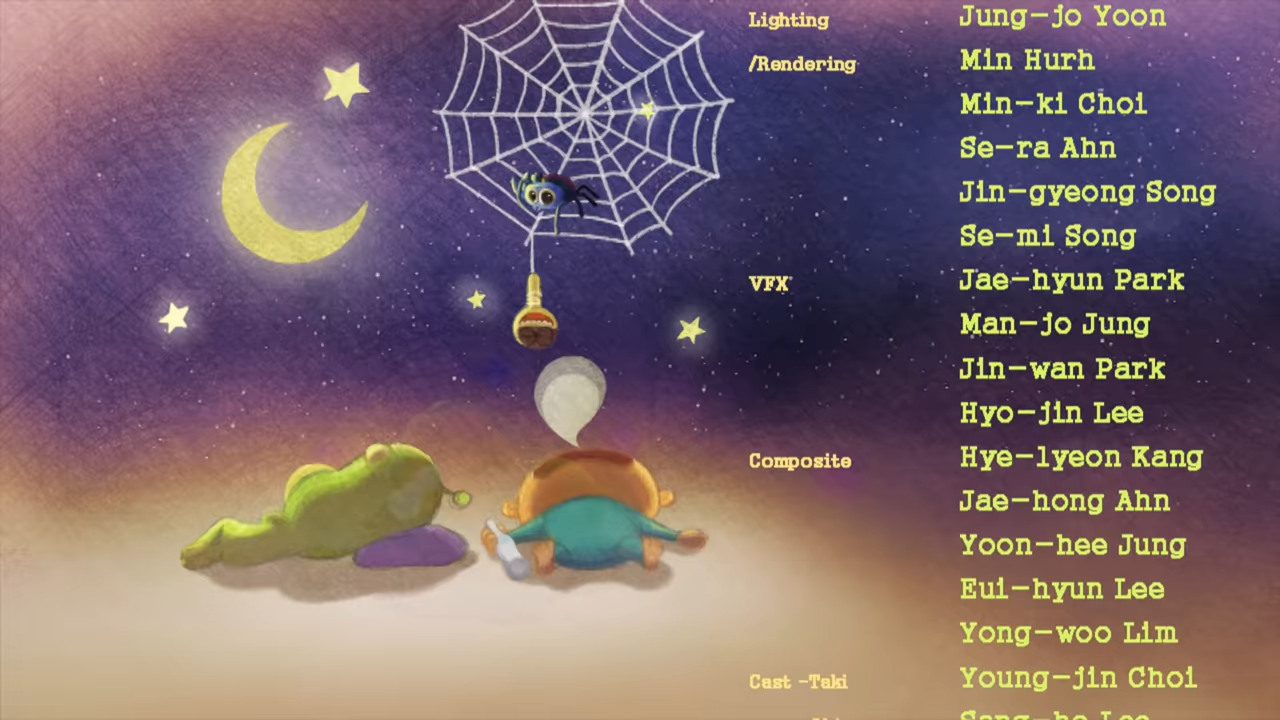 Lighting Jung-jo Yoon
/Rendering Min Hurh
Min-ki Choi
Se-ra Ahn
Jin-gyeong Song
Se-mi Song
VFX Jae-hyun Park
Man-jo Jung
Jin-wan Park
Hyo-jin Lee
Composite Hye-lyeon Kang
Jae-hong Ahn
Yoon-hee Jung
Eui-hyun Lee
Yong-woo Lim
Cast -Taki Young-jin Choi